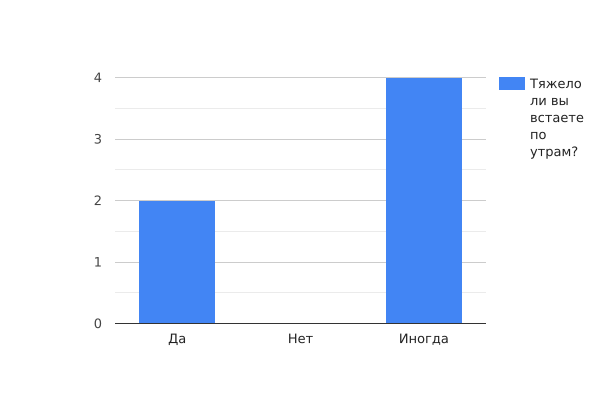 4
3
2
1
0
Да Нет Иногда
Тяжело
ли вы
встаете
по
утрам?